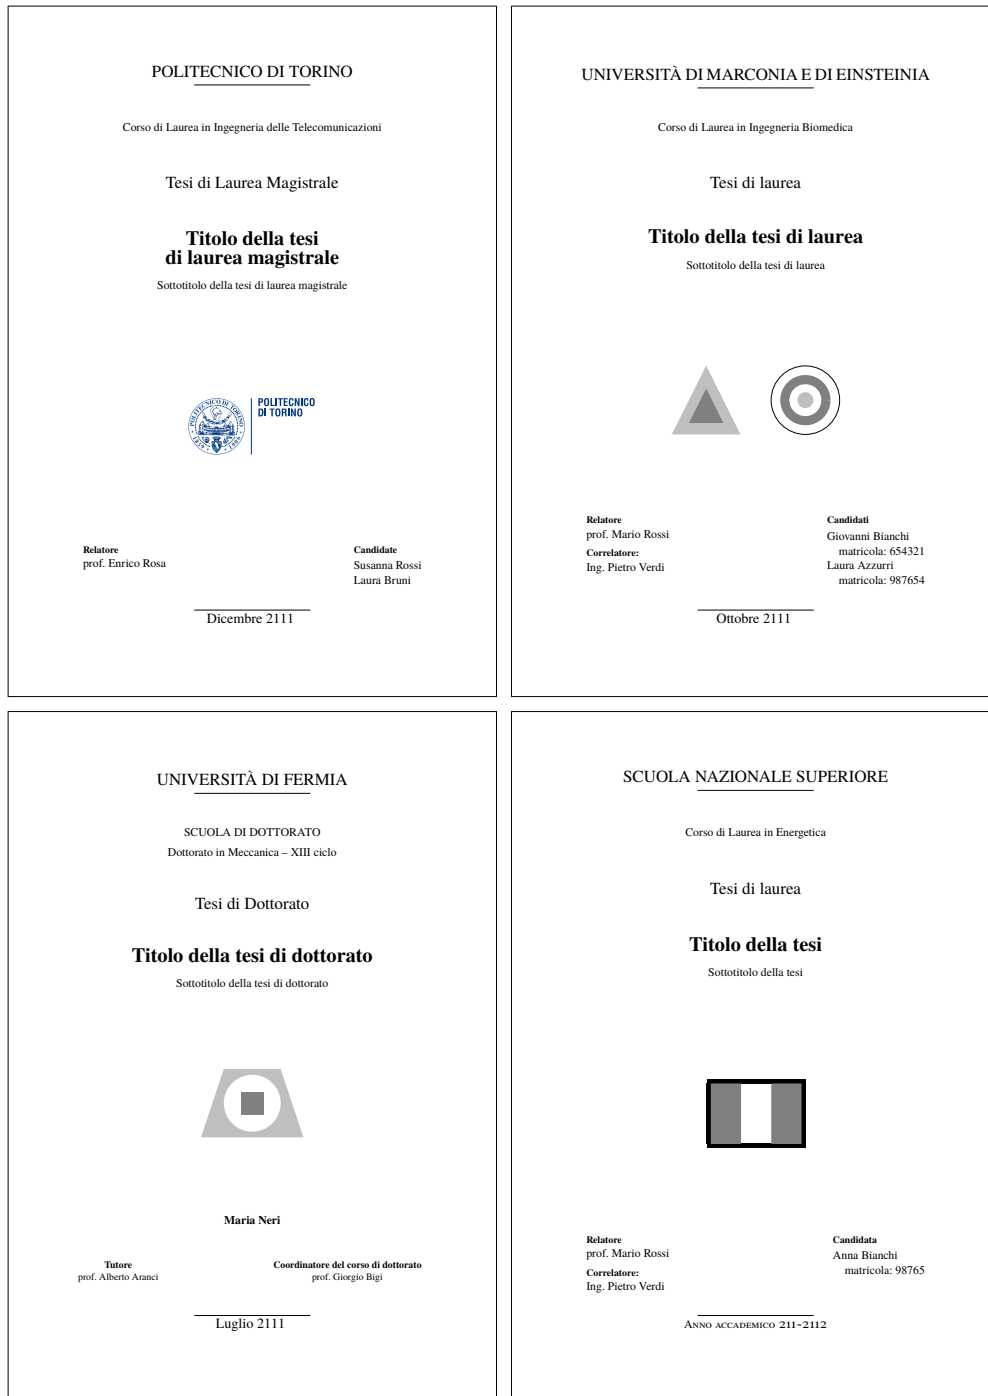 POLITECNICO DI TORINO
Corso di Laurea in Ingegneria delle Telecomunicazioni
Tesi di Laurea Magistrale
Titolo della tesi
di laurea magistrale
Sottotitolo della tesi di laurea magistrale
POLITECNICO DI TORINO
1859 · 1906
POLITECNICO
DI TORINO
Relatore
prof. Enrico Rosa
Candidate
Susanna Rossi
Laura Bruni
Dicembre 2111
UNIVERSITÀ DI MARCONIA E DI EINSTEINIA
Corso di Laurea in Ingegneria Biomedica
Tesi di laurea
Titolo della tesi di laurea
Sottotitolo della tesi di laurea
Relatore
prof. Mario Rossi
Correlatore:
Ing. Pietro Verdi
Candidati
Giovanni Bianchi
matricola: 654321
Laura Azzurri
matricola: 987654
Ottobre 2111
UNIVERSITÀ DI FERMIA
SCUOLA DI DOTTORATO
Dottorato in Meccanica – XIII ciclo
Tesi di Dottorato
Titolo della tesi di dottorato
Sottotitolo della tesi di dottorato
Maria Neri
Tutore
prof. Alberto Aranci
Coordinatore del corso di dottorato
prof. Giorgio Bigi
Luglio 2111
SCUOLA NAZIONALE SUPERIORE
Corso di Laurea in Energetica
Tesi di laurea
Titolo della tesi
Sottotitolo della tesi
Relatore
prof. Mario Rossi
Correlatore:
Ing. Pietro Verdi
Candidata
Anna Bianchi
matricola: 98765
Anno accademico 211-2112